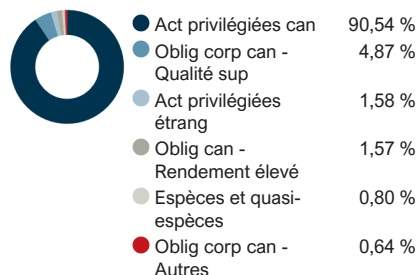 Act privilégiées can 90,54 %
Oblig corp can - 4,87 %
Qualité sup
Act privilégiées 1,58 %
étrang
Oblig can - 1,57 %
Rendement élevé
Espèces et quasi- 0,80 %
espèces
Oblig corp can - 0,64 %
Autres